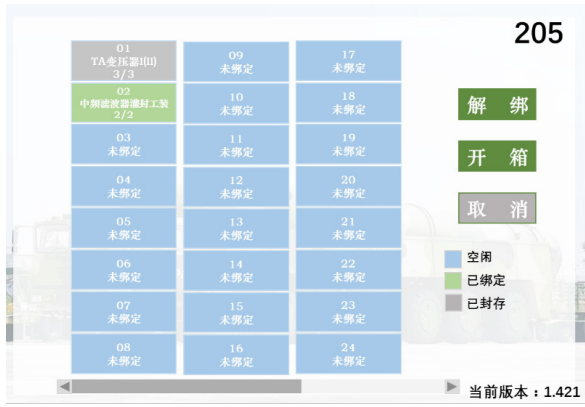 205
01
TA变压器I(II)
3/3
02
中频滤波器灌封工装
2/2
03
未绑定
04
未绑定
05
未绑定
06
未绑定
07
未绑定
08
未绑定
09
未绑定
10
未绑定
11
未绑定
12
未绑定
13
未绑定
14
未绑定
15
未绑定
16
未绑定
17
未绑定
18
未绑定
19
未绑定
20
未绑定
21
未绑定
22
未绑定
23
未绑定
24
未绑定
解 绑
开 箱
取 消
空闲
已绑定
已封存
当前版本：1.421